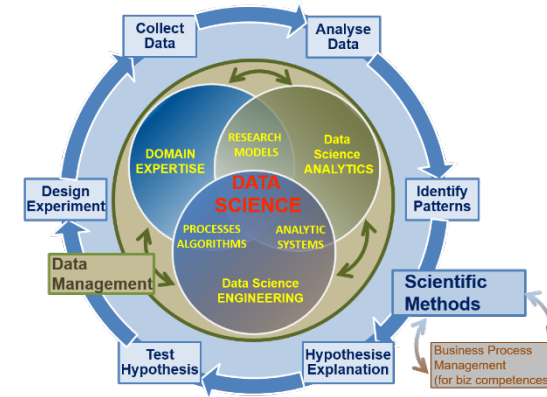 Collect
Data
Analyse
Data
RESEARCH
MODELS
DOMAIN
EXPERTISE
Data
Science
ANALYTICS
DATA
SCIENCE
Design
Experiment
Identify
Patterns
PROCESSES
ALGORITHMS
ANALYTIC
SYSTEMS
Data
Management
Data Science
ENGINEERING
Scientific
Methods
Test
Hypothesis
Hypothesise
Explanation
Business Process
Management
(for biz competences